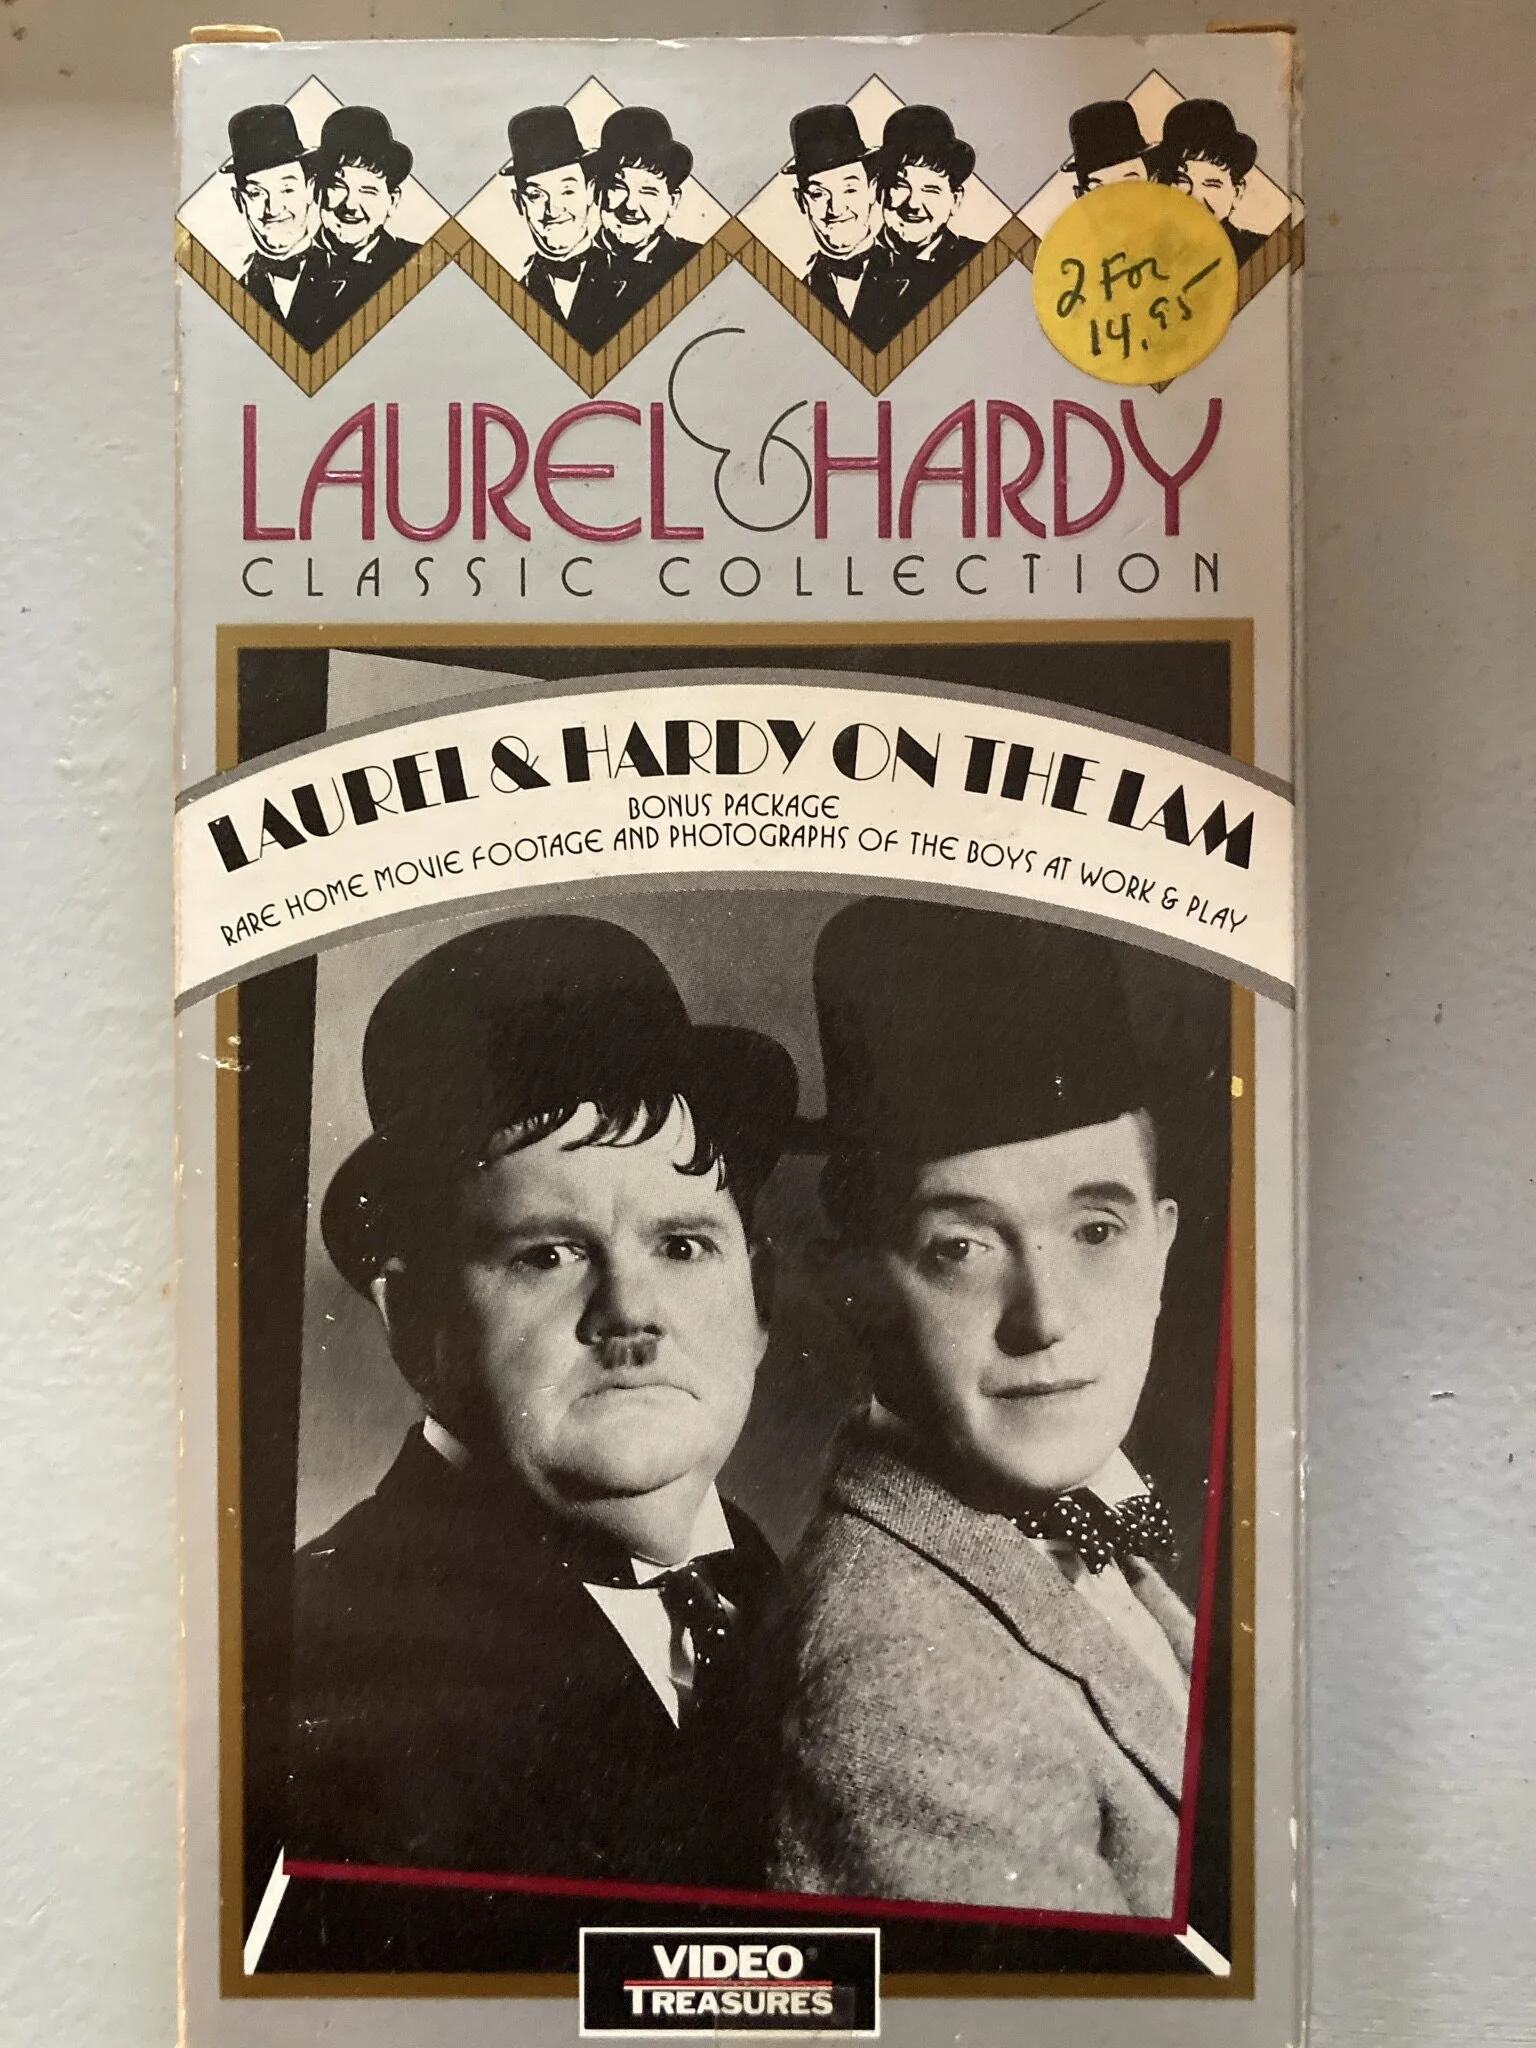 2 For
14.95
LAUREL & HARDY
CLASSIC COLLECTION
LAUREL & HARDY ON THE LAM
BONUS PACKAGE
RARE HOME MOVIE FOOTAGE AND PHOTOGRAPHS OF THE BOYS AT WORK & PLAY
VIDEO
TREASURES